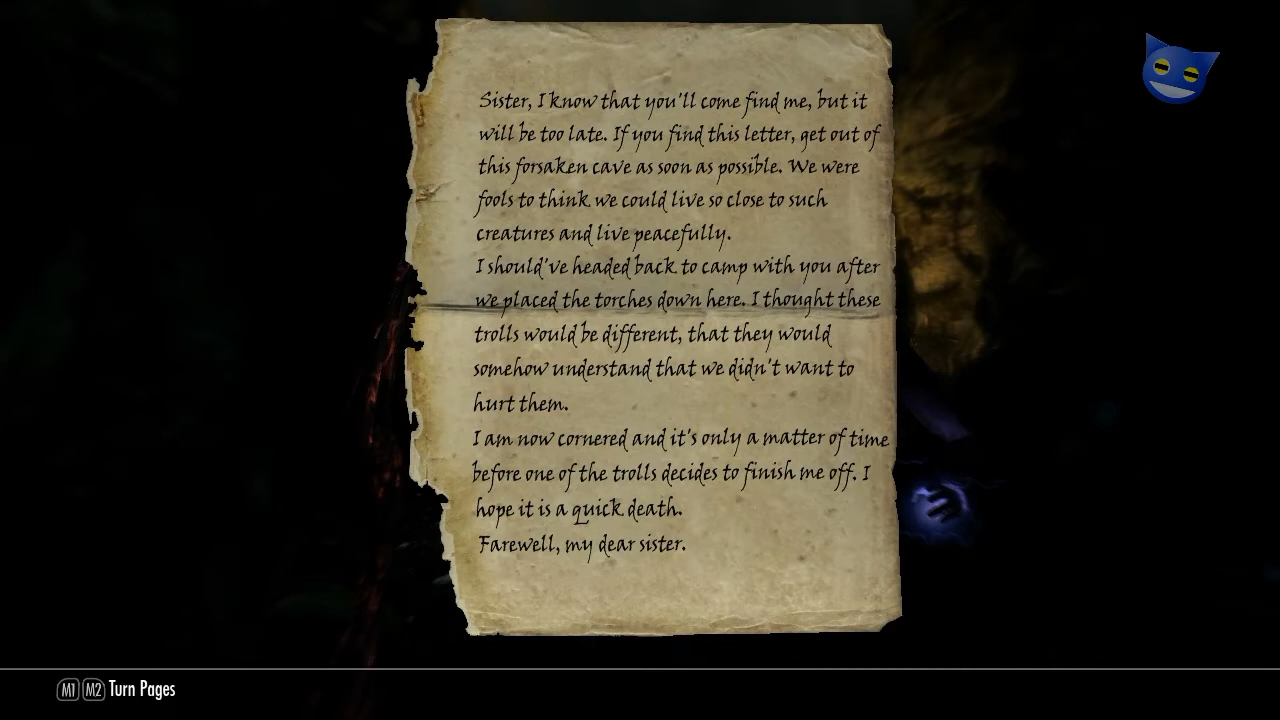 Sister, I know that you'll come find me, but it
will be too late. If you find this letter, get out of
this forsaken cave as soon as possible. We were
fools to think we could live so close to such
creatures and live peacefully.
I should've headed back to camp with you after
we placed the torches down here. I thought these
trolls would be different, that they would
somehow understand that we didn't want to
hurt them.
I am now cornered and it's only a matter of time
before one of the trolls decides to finish me off. I
hope it is a quick death.
Farewell, my dear sister.
M1 M2 Turn Pages